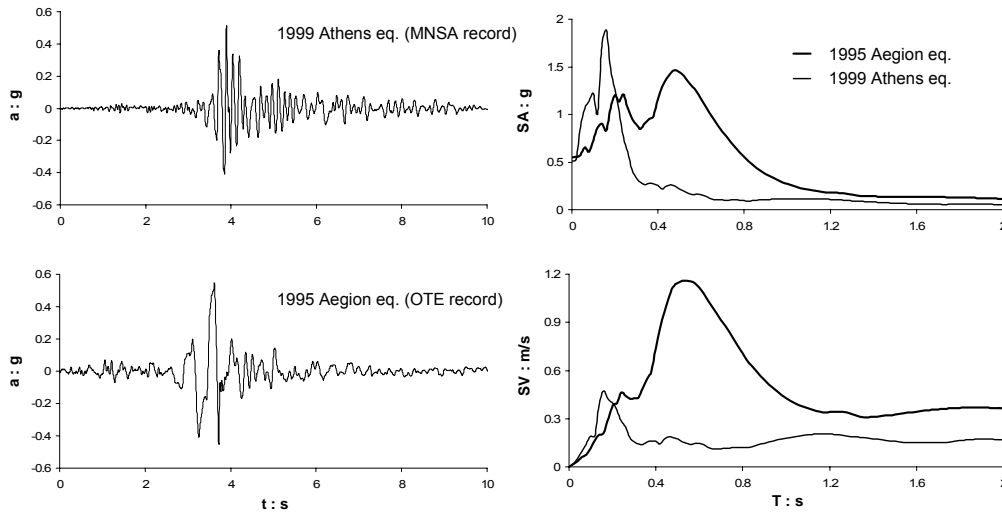 0.6
0.4
0.2
0
-0.2
-0.4
-0.6
a : g
1999 Athens eq. (MNSA record)
0 2 4 6 8 10
2
1.5
1
0.5
0
SA : g
1995 Aegion eq.
1999 Athens eq.
0 0.4 0.8 1.2 1.6 2
0.6
0.4
0.2
0
-0.2
-0.4
-0.6
a : g
1995 Aegion eq. (OTE record)
0 2 4 6 8 10
t : s
1.2
0.9
0.6
0.3
0
SV : m/s
0 0.4 0.8 1.2 1.6 2
T : s